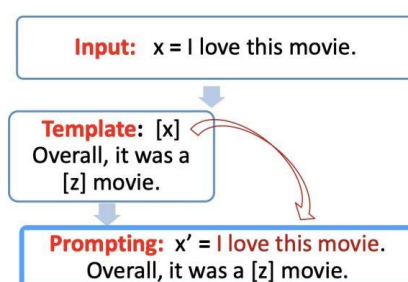 Input: x = I love this movie.
Template: [x]
Overall, it was a
[z] movie.
Prompting: x’ = I love this movie.
Overall, it was a [z] movie.